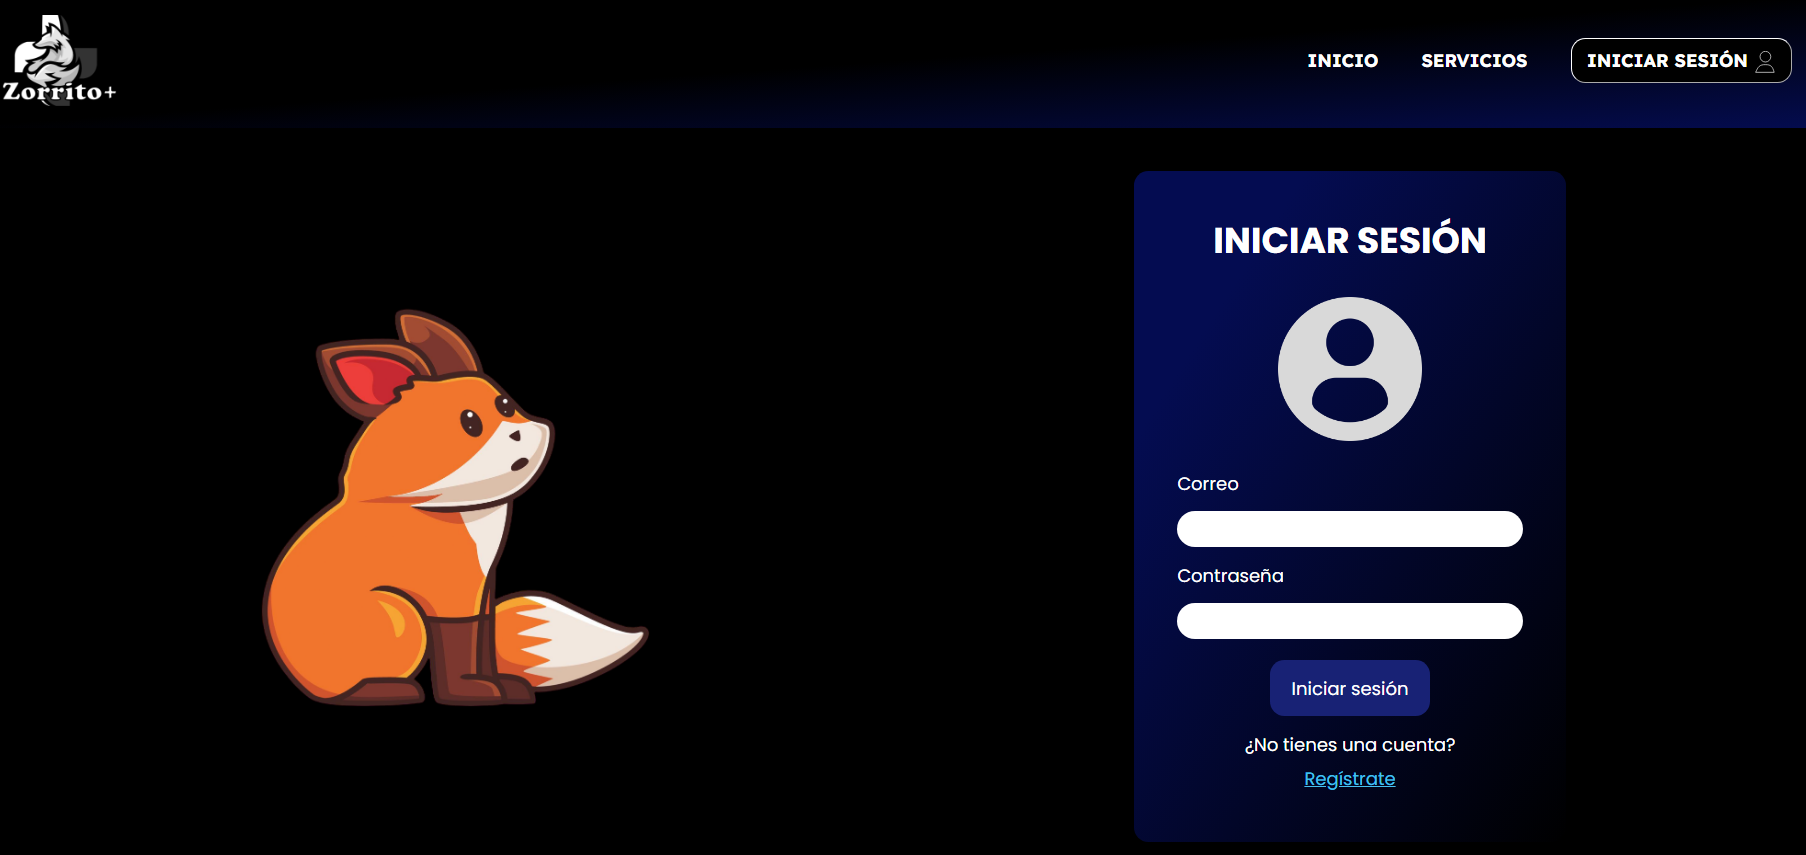 Zorrito+
INICIO
SERVICIOS
INICIAR SESIÓN
INICIAR SESIÓN
Correo
Contraseña
Iniciar sesión
¿No tienes una cuenta?
Regístrate